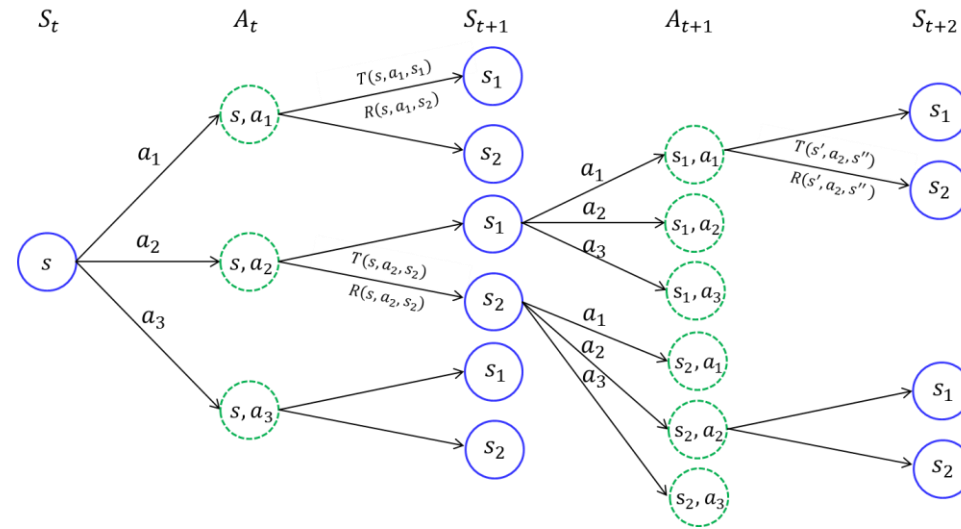 S_t A_t S_{t+1} A_{t+1} S_{t+2}
s
a_1
a_2
a_3
s, a_1
s, a_2
s, a_3
T(s, a_1, s_1)
R(s, a_1, s_2)
T(s, a_2, s_2)
R(s, a_2, s_2)
s_1
s_2
s_1
s_2
s_1
s_2
a_1
a_2
a_3
a_1
a_2
a_3
s_1, a_1
s_1, a_2
s_1, a_3
s_2, a_1
s_2, a_2
s_2, a_3
T(s', a_2, s'')
R(s', a_2, s'')
s_1
s_2
s_1
s_2